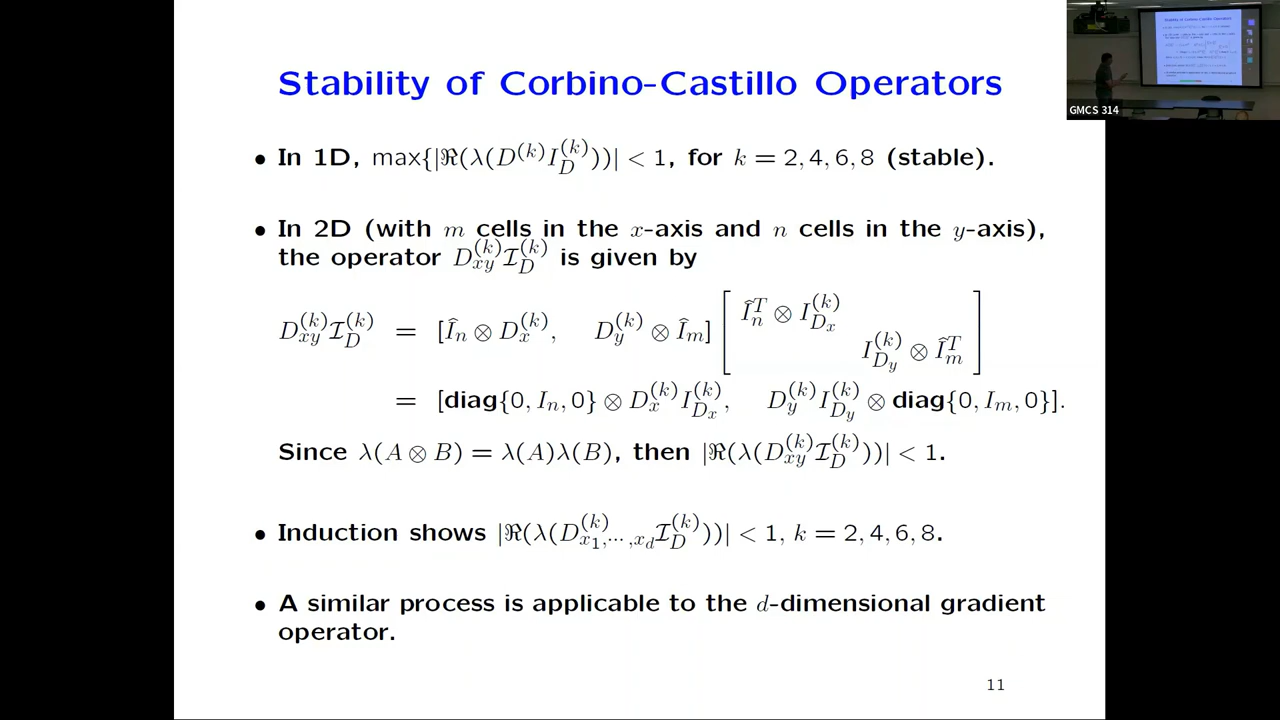 Stability of Corbino-Castillo Operators
• In 1D, max{|ℜ(λ(D^{(k)}I_D^{(k)}))| < 1, for k = 2, 4, 6, 8 (stable).
• In 2D (with m cells in the x-axis and n cells in the y-axis),
the operator D_{xy}^{(k)}ℐ_D^{(k)} is given by
D_{xy}^{(k)}ℐ_D^{(k)} = [Î_n ⊗ D_x^{(k)}, D_y^{(k)} ⊗ Î_m] [ Î_n^T ⊗ I_{D_x}^{(k)}
I_{D_y}^{(k)} ⊗ Î_m^T ]
= [diag{0, I_n, 0} ⊗ D_x^{(k)}I_{D_x}^{(k)}, D_y^{(k)}I_{D_y}^{(k)} ⊗ diag{0, I_m, 0}].
Since λ(A ⊗ B) = λ(A)λ(B), then |ℜ(λ(D_{xy}^{(k)}ℐ_D^{(k)}))| < 1.
• Induction shows |ℜ(λ(D_{x_1,⋯,x_d}^{(k)}ℐ_D^{(k)}))| < 1, k = 2, 4, 6, 8.
• A similar process is applicable to the d-dimensional gradient
operator.
11
GMCS 314